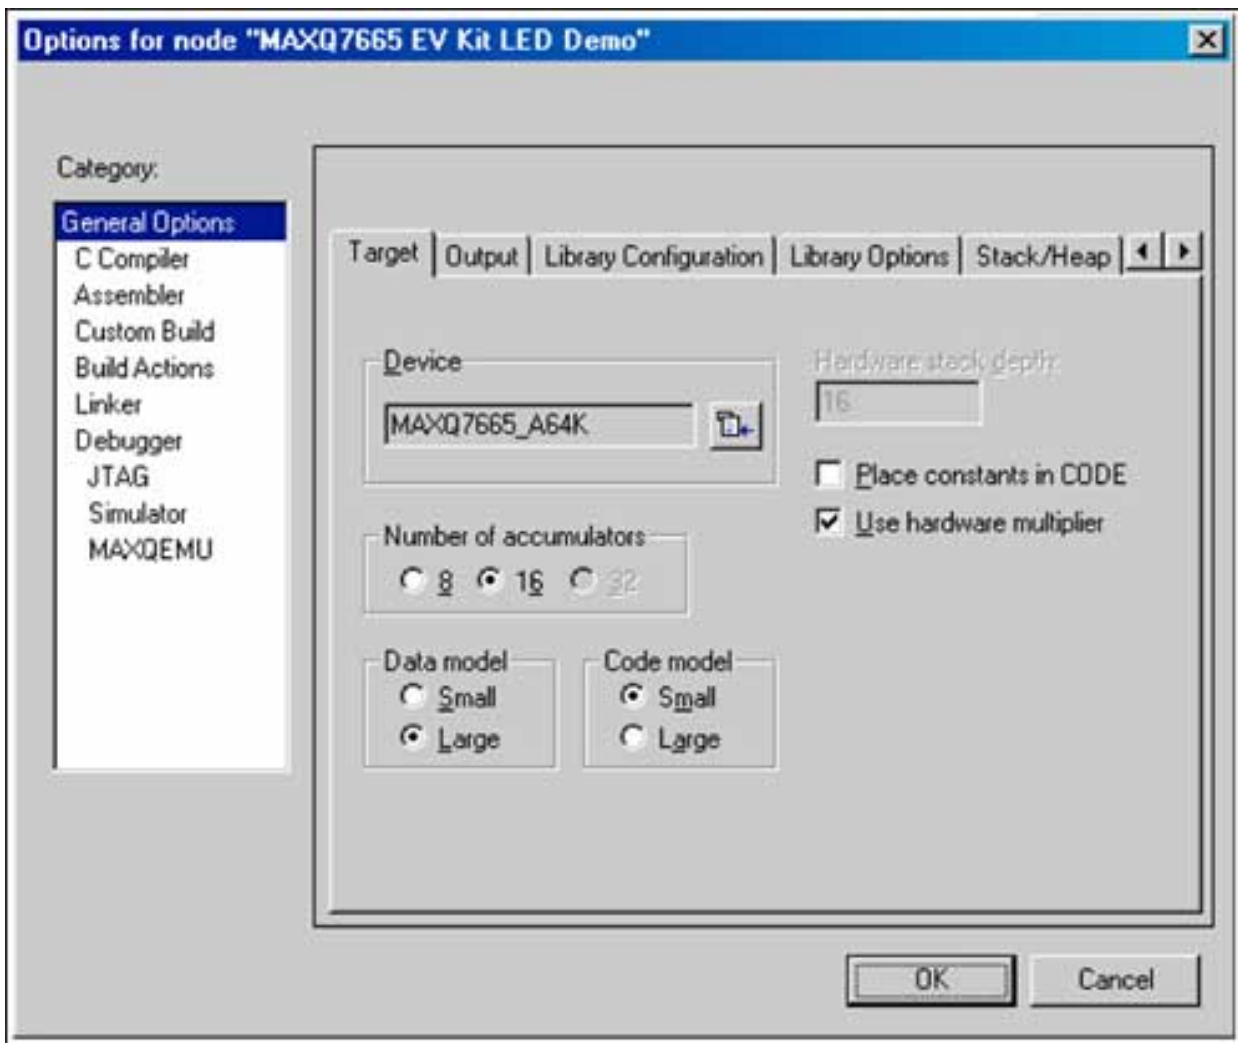 Options for node "MAXQ7665 EV Kit LED Demo"
Category:
General Options
C Compiler
Assembler
Custom Build
Build Actions
Linker
Debugger
JTAG
Simulator
MAXQEMU
Target Output Library Configuration Library Options Stack/Heap
Device
MAXQ7665_A64K
Hardware stack depth:
16
Place constants in CODE
Use hardware multiplier
Number of accumulators
8 16 32
Data model
Small
Large
Code model
Small
Large
OK Cancel